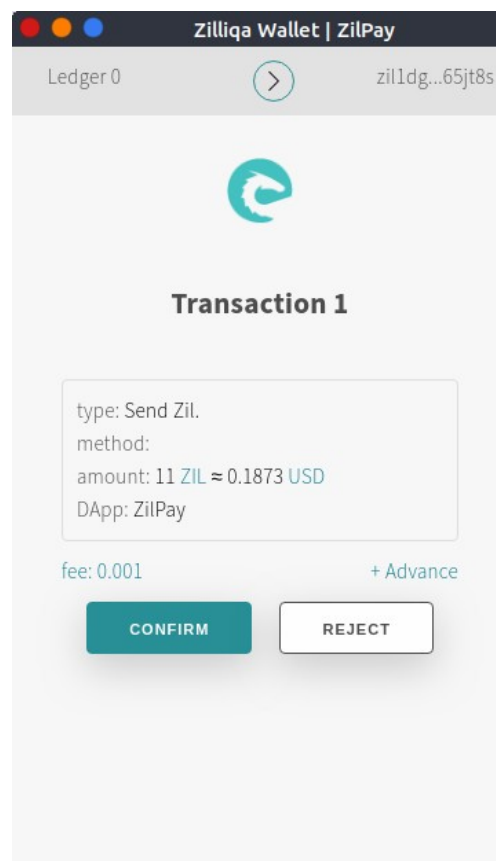 Zilliqa Wallet | ZilPay
Ledger 0
zil1dg...65jt8s
Transaction 1
type: Send Zil.
method:
amount: 11 ZIL ≈ 0.1873 USD
DApp: ZilPay
fee: 0.001
+ Advance
CONFIRM
REJECT